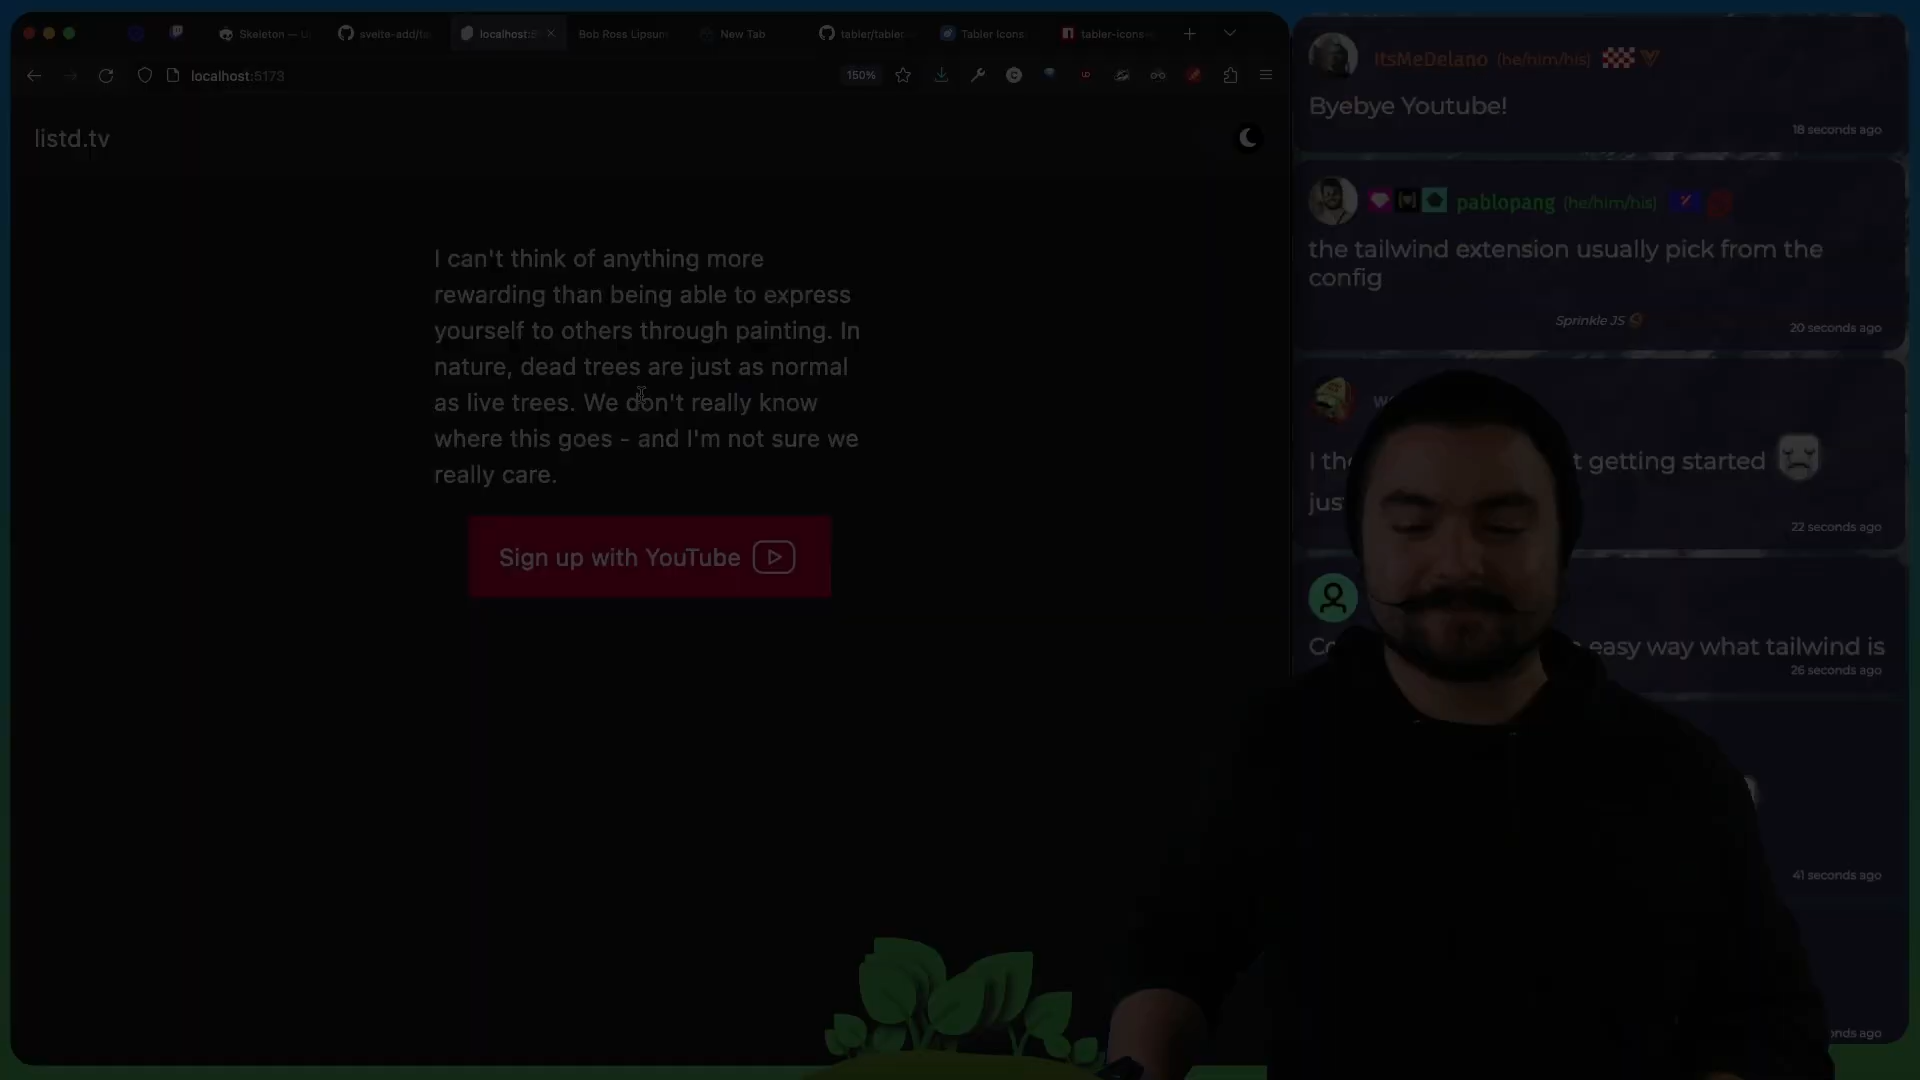 Skeleton — U
svelte-add/ta
localhost:5
Bob Ross Lipsum
New Tab
tabler/tabler-
Tabler Icons
tabler-icons
localhost:5173
150%
listd.tv
I can't think of anything more
rewarding than being able to express
yourself to others through painting. In
nature, dead trees are just as normal
as live trees. We don't really know
where this goes - and I'm not sure we
really care.
Sign up with YouTube
ItsMeDelano (he/him/his)
Byebye Youtube!
18 seconds ago
pablopang (he/him/his)
the tailwind extension usually pick from the
config
Sprinkle JS
20 seconds ago
I the
t getting started
jus
22 seconds ago
easy way what tailwind is
26 seconds ago
41 seconds ago
onds ago